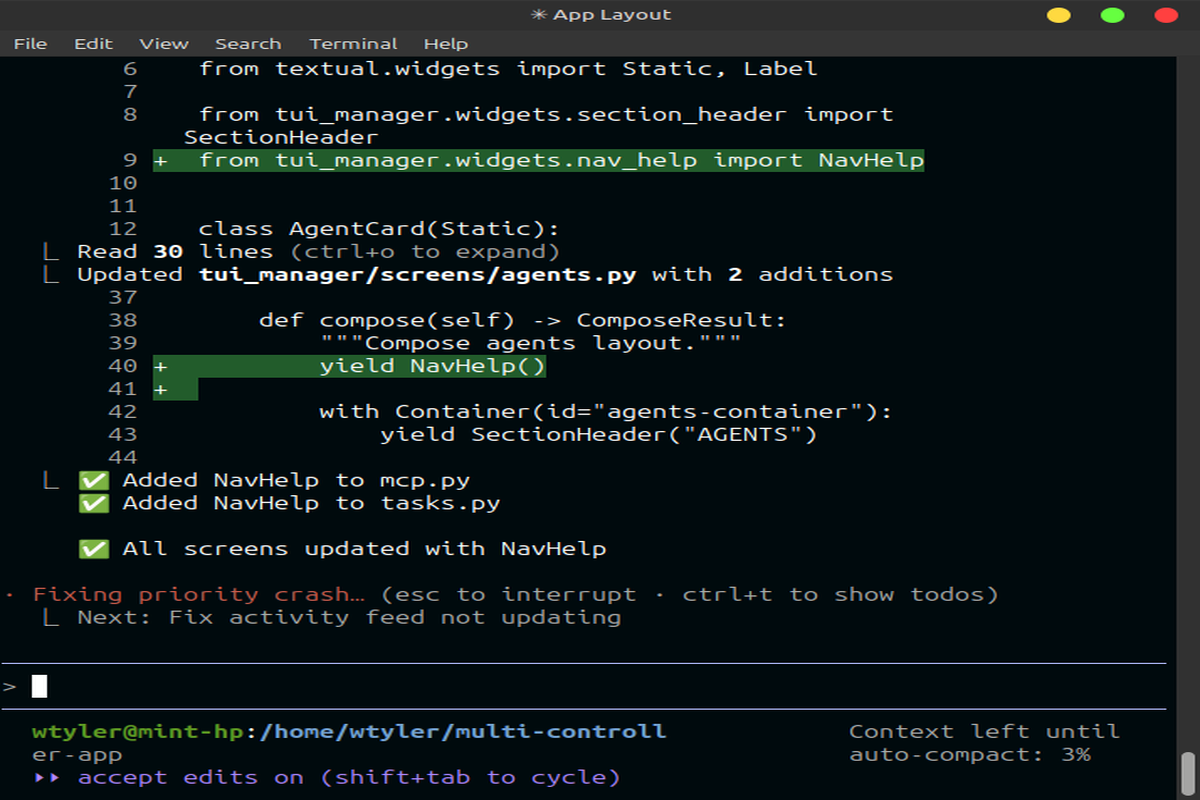 ✳ App Layout
File Edit View Search Terminal Help
6 from textual.widgets import Static, Label
7
8 from tui_manager.widgets.section_header import
SectionHeader
9 + from tui_manager.widgets.nav_help import NavHelp
10
11
12 class AgentCard(Static):
⎿ Read 30 lines (ctrl+o to expand)
⎿ Updated tui_manager/screens/agents.py with 2 additions
37
38 def compose(self) -> ComposeResult:
39 """Compose agents layout."""
40 + yield NavHelp()
41 +
42 with Container(id="agents-container"):
43 yield SectionHeader("AGENTS")
44
⎿ ✅ Added NavHelp to mcp.py
✅ Added NavHelp to tasks.py
✅ All screens updated with NavHelp
· Fixing priority crash… (esc to interrupt · ctrl+t to show todos)
⎿ Next: Fix activity feed not updating
>
wtyler@mint-hp:/home/wtyler/multi-controll
er-app
Context left until
auto-compact: 3%
⏵⏵ accept edits on (shift+tab to cycle)